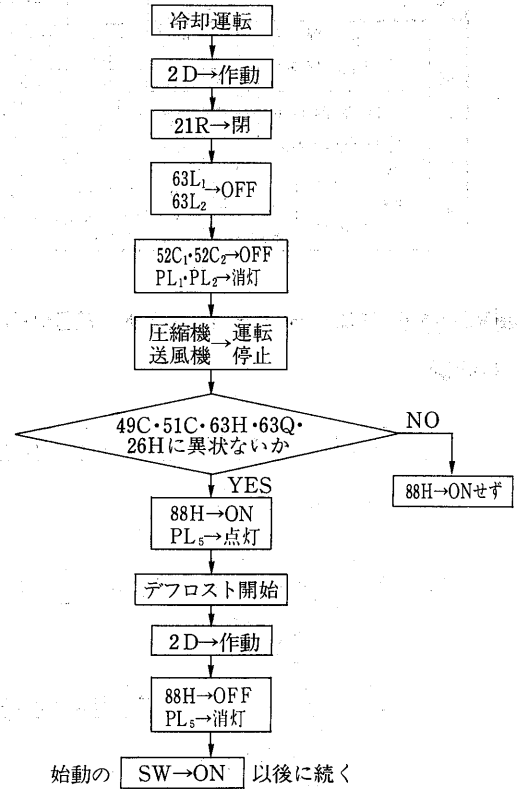 冷却運転
2D→作動
21R→閉
63L₁
63L₂ →OFF
52C₁・52C₂→OFF
PL₁・PL₂→消灯
圧縮機→運転
送風機 停止
49C・51C・63H・63Q・
26Hに異状ないか
NO
88H→ONせず
YES
88H→ON
PL₅→点灯
デフロスト開始
2D→作動
88H→OFF
PL₅→消灯
始動の SW→ON 以後に続く